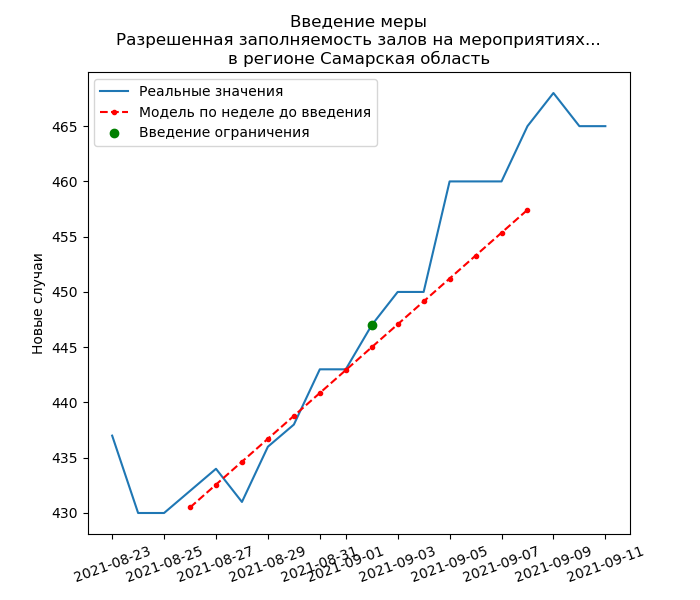 Введение меры
Разрешенная заполняемость залов на мероприятиях...
в регионе Самарская область
Реальные значения
Модель по неделе до введения
Введение ограничения
Новые случаи
465
460
455
450
445
440
435
430
2021-08-23
2021-08-25
2021-08-27
2021-08-29
2021-08-31
2021-09-01
2021-09-03
2021-09-05
2021-09-07
2021-09-09
2021-09-11